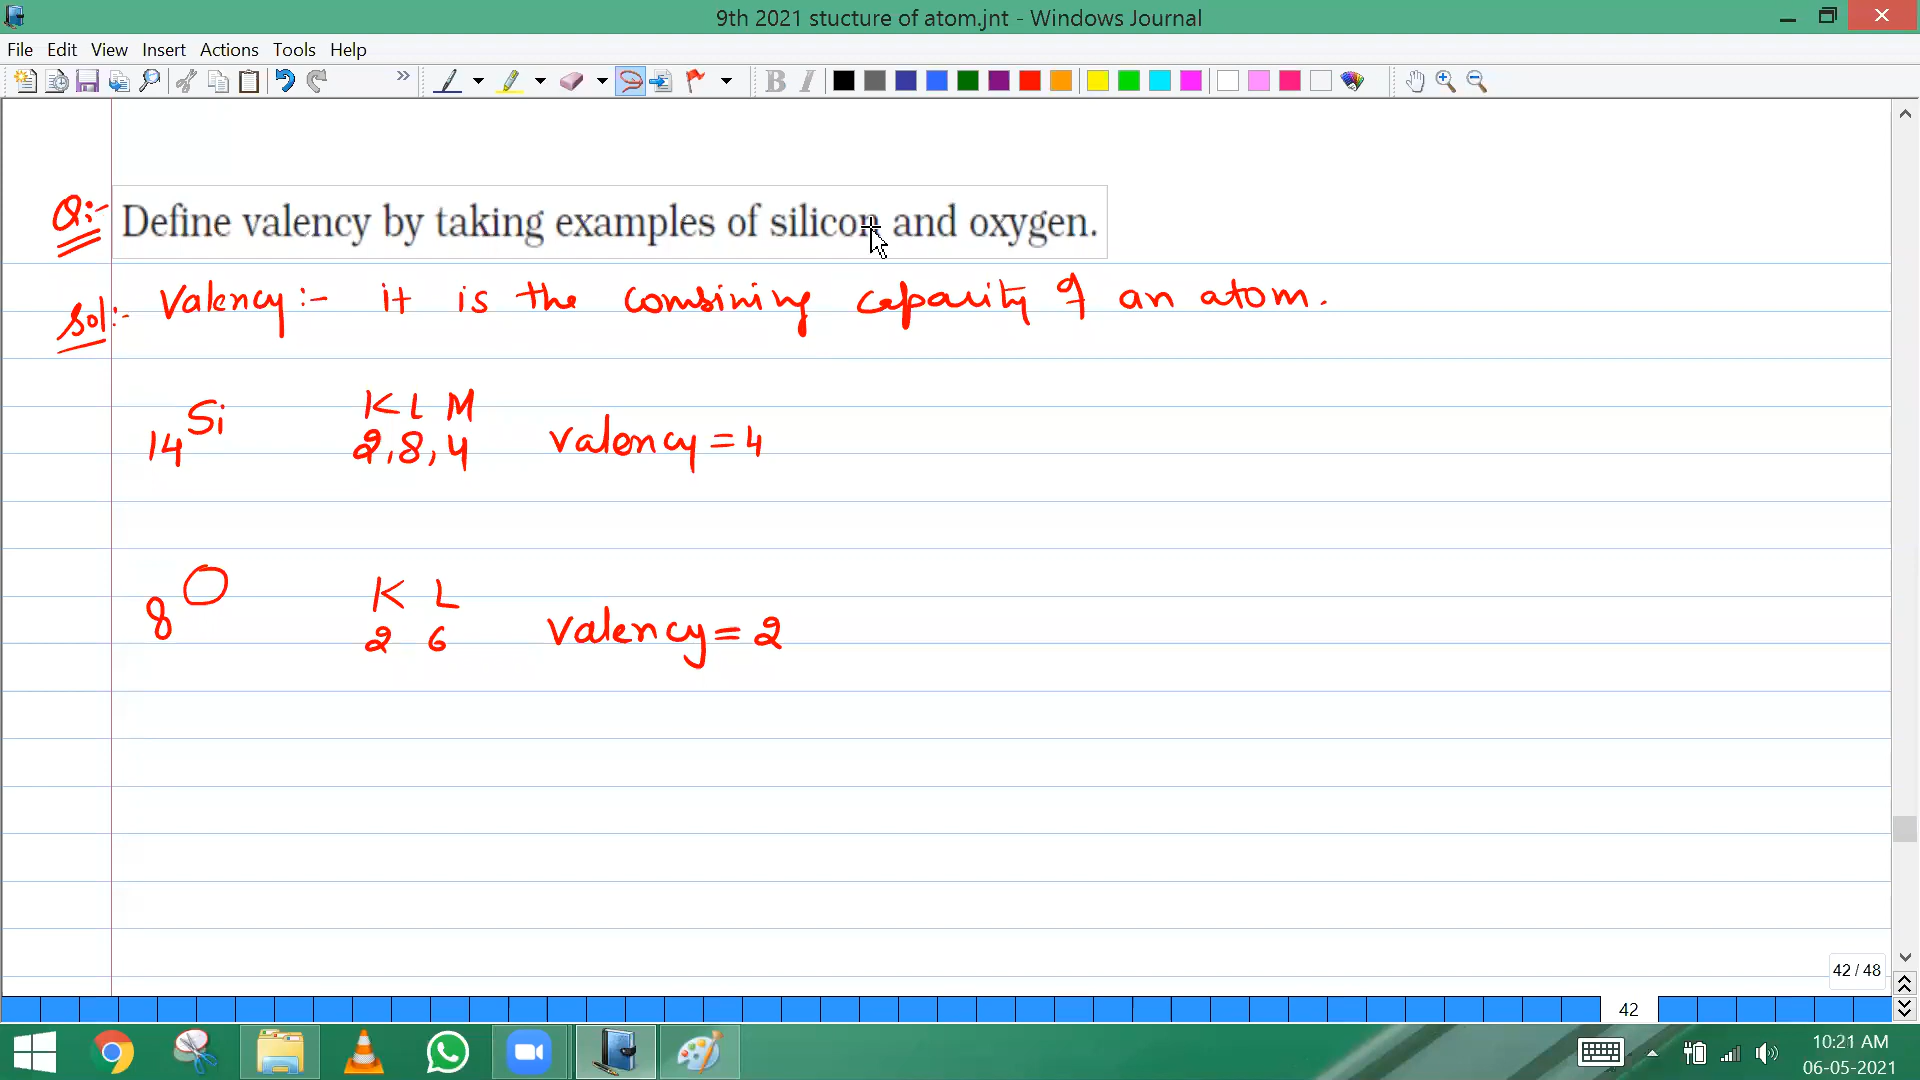 9th 2021 stucture of atom.jnt - Windows Journal
File Edit View Insert Actions Tools Help
Q:- Define valency by taking examples of silicon and oxygen.
Sol:- Valency:- it is the combining capacity of an atom.
K L M
14Si 2,8,4 valency = 4
K L
8O 2 6 valency = 2
42 / 48
42
10:21 AM
06-05-2021